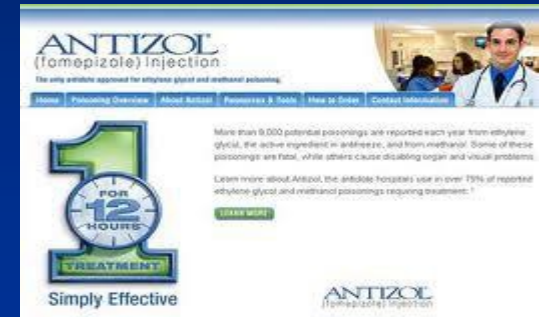 ANTIZOL
(fomepizole) Injection
The only antidote approved for ethylene glycol and methanol poisoning.
Home Poisoning Overview About Antizol Resources & Tools How to Order Contact Information
More than 9,000 potential poisonings are reported each year from ethylene
glycol, the active ingredient in antifreeze, and from methanol. Some of these
poisonings are fatal, while others cause disabling organ and visual problems
Learn more about Antizol, the antidote hospitals use in over 75% of reported
ethylene glycol and methanol poisonings requiring treatment.
LEARN MORE
1
FOR
12
HOURS
TREATMENT
Simply Effective
ANTIZOL
(fomepizole) Injection